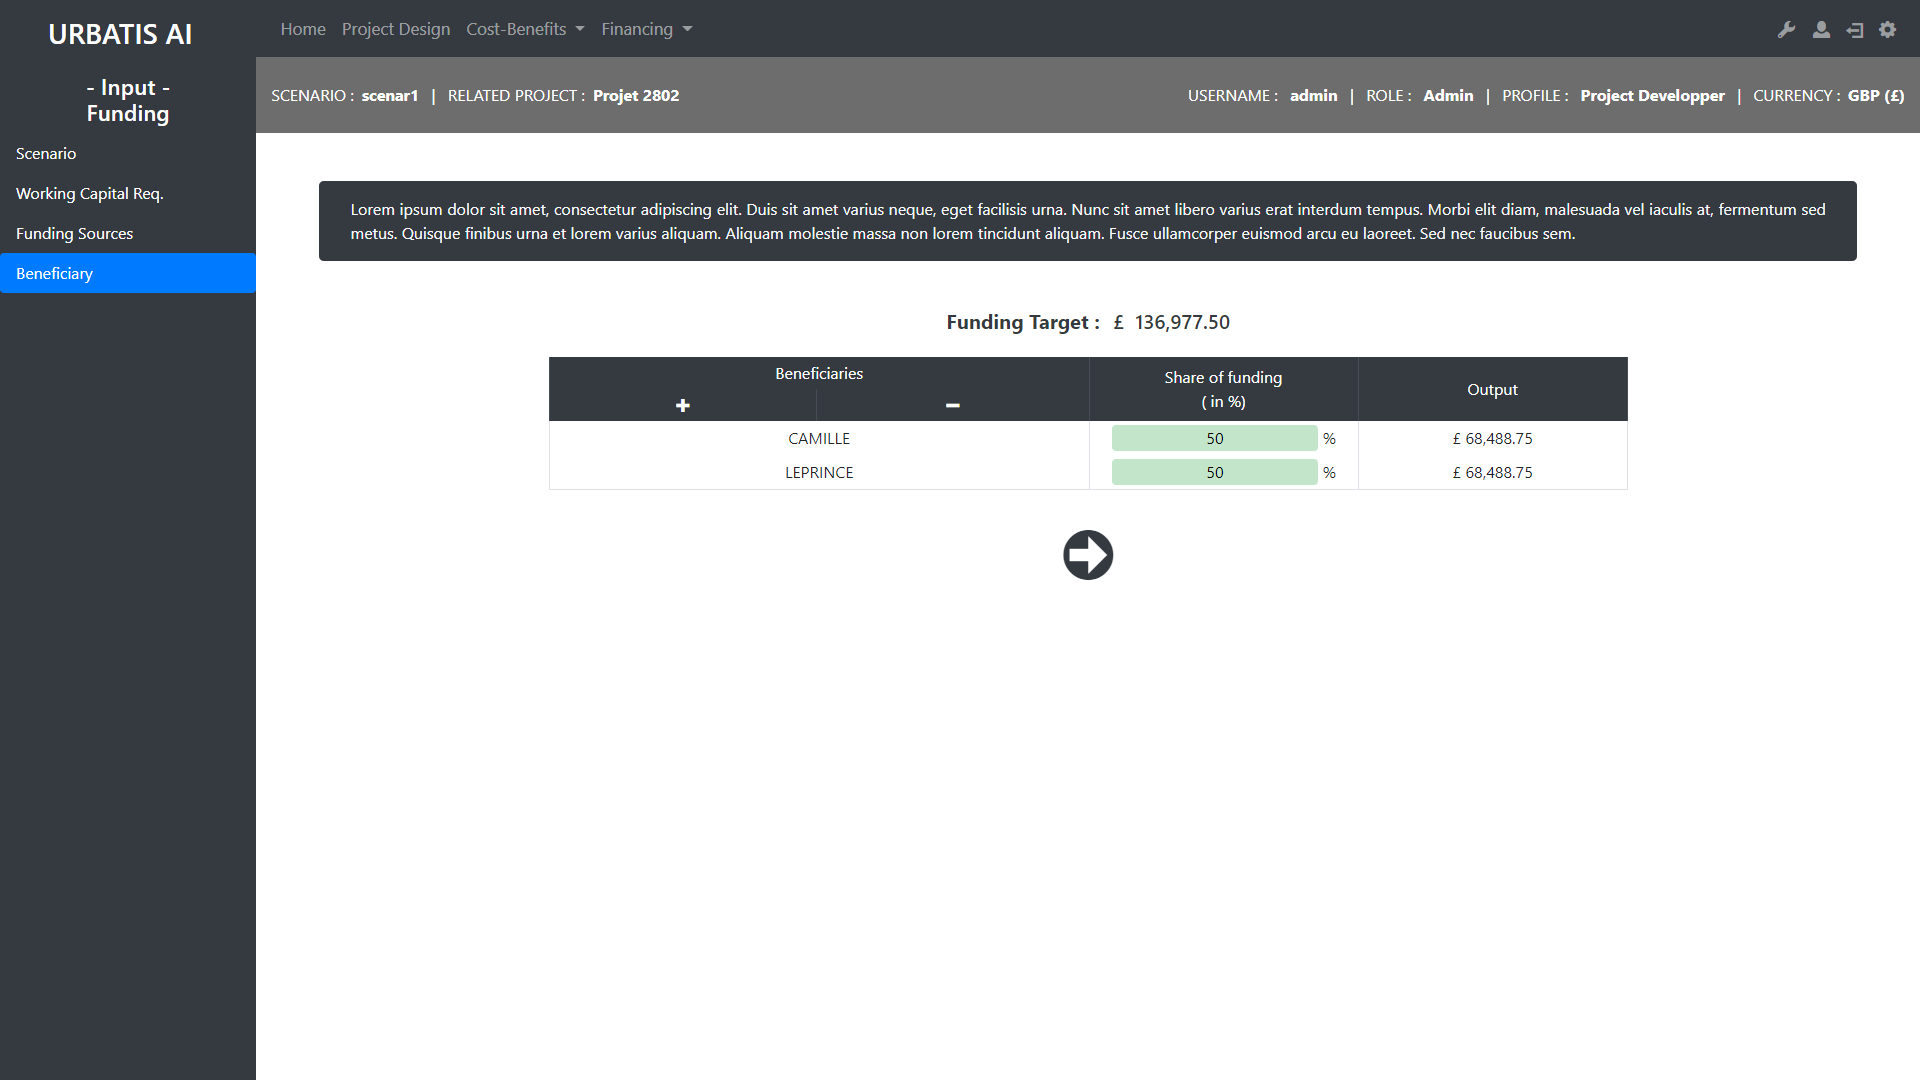 URBATIS AI
Home Project Design Cost-Benefits Financing
- Input -
Funding
SCENARIO : scenar1 | RELATED PROJECT : Projet 2802
USERNAME : admin | ROLE : Admin | PROFILE : Project Developper | CURRENCY : GBP (£)
Scenario
Working Capital Req.
Funding Sources
Beneficiary
Lorem ipsum dolor sit amet, consectetur adipiscing elit. Duis sit amet varius neque, eget facilisis urna. Nunc sit amet libero varius erat interdum tempus. Morbi elit diam, malesuada vel iaculis at, fermentum sed
metus. Quisque finibus urna et lorem varius aliquam. Aliquam molestie massa non lorem tincidunt aliquam. Fusce ullamcorper euismod arcu eu laoreet. Sed nec faucibus sem.
Funding Target : £ 136,977.50
Beneficiaries
Share of funding
( in %)
Output
CAMILLE 50 % £ 68,488.75
LEPRINCE 50 % £ 68,488.75